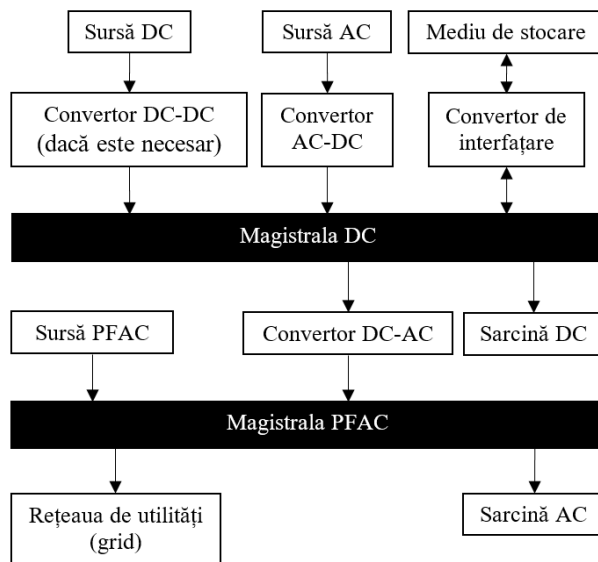 Sursă DC
Sursă AC
Mediu de stocare
Convertor DC-DC
(dacă este necesar)
Convertor
AC-DC
Convertor de
interfațare
Magistrala DC
Sursă PFAC
Convertor DC-AC
Sarcină DC
Magistrala PFAC
Rețeaua de utilități
(grid)
Sarcină AC